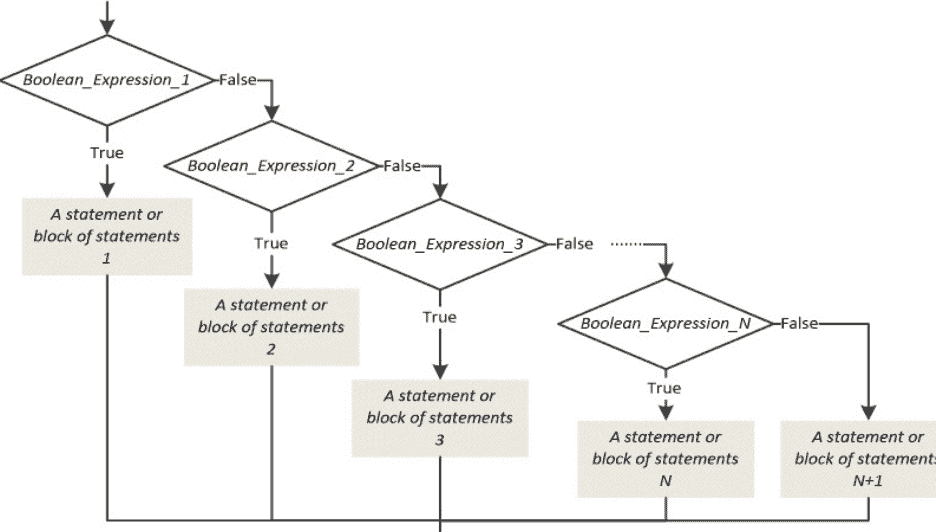 Boolean_Expression_1
False
True
Boolean_Expression_2
False
A statement or
block of statements
1
True
Boolean_Expression_3
False
A statement or
block of statements
2
True
Boolean_Expression_N
False
A statement or
block of statements
3
True
A statement or
block of statements
N
A statement or
block of statements
N+1